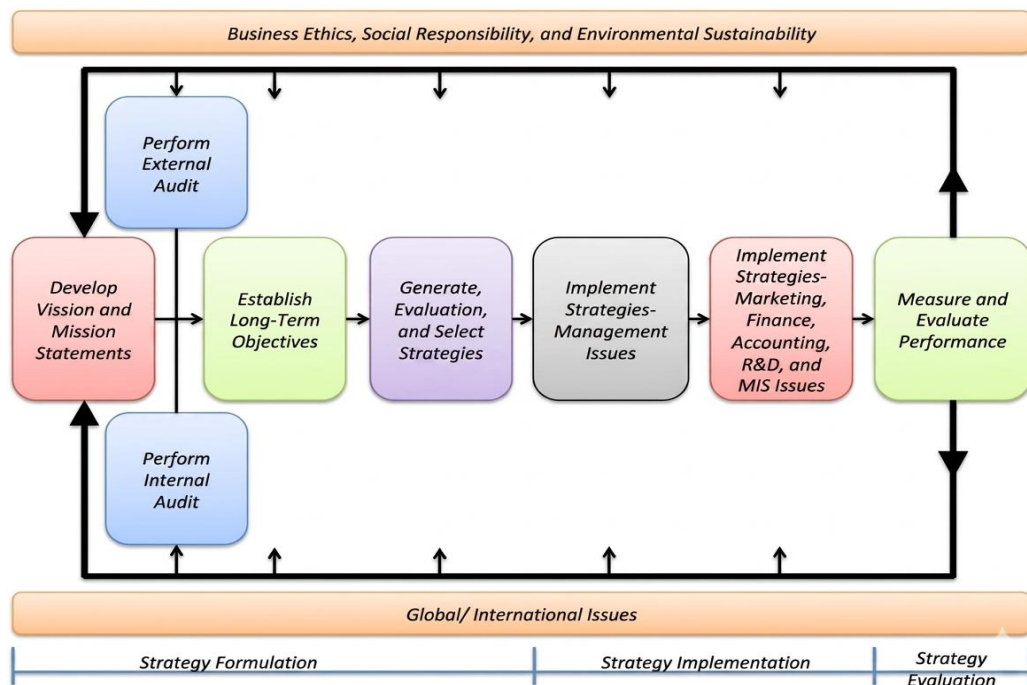 Business Ethics, Social Responsibility, and Environmental Sustainability
Perform
External
Audit
Develop
Vission and
Mission
Statements
Establish
Long-Term
Objectives
Generate,
Evaluation,
and Select
Strategies
Implement
Strategies-
Management
Issues
Implement
Strategies-
Marketing,
Finance,
Accounting,
R&D, and
MIS Issues
Measure and
Evaluate
Performance
Perform
Internal
Audit
Global/ International Issues
Strategy Formulation
Strategy Implementation
Strategy
Evaluation